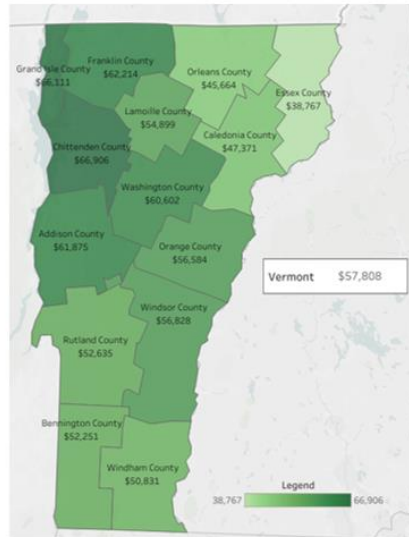 Franklin County
$62,214
Orleans County
$45,664
Essex County
$38,767
Grand Isle County
$66,111
Lamoille County
$54,899
Caledonia County
$47,371
Chittenden County
$66,906
Washington County
$60,602
Addison County
$61,875
Orange County
$56,584
Vermont $57,808
Windsor County
$56,828
Rutland County
$52,635
Bennington County
$52,251
Windham County
$50,831
Legend
38,767 66,906